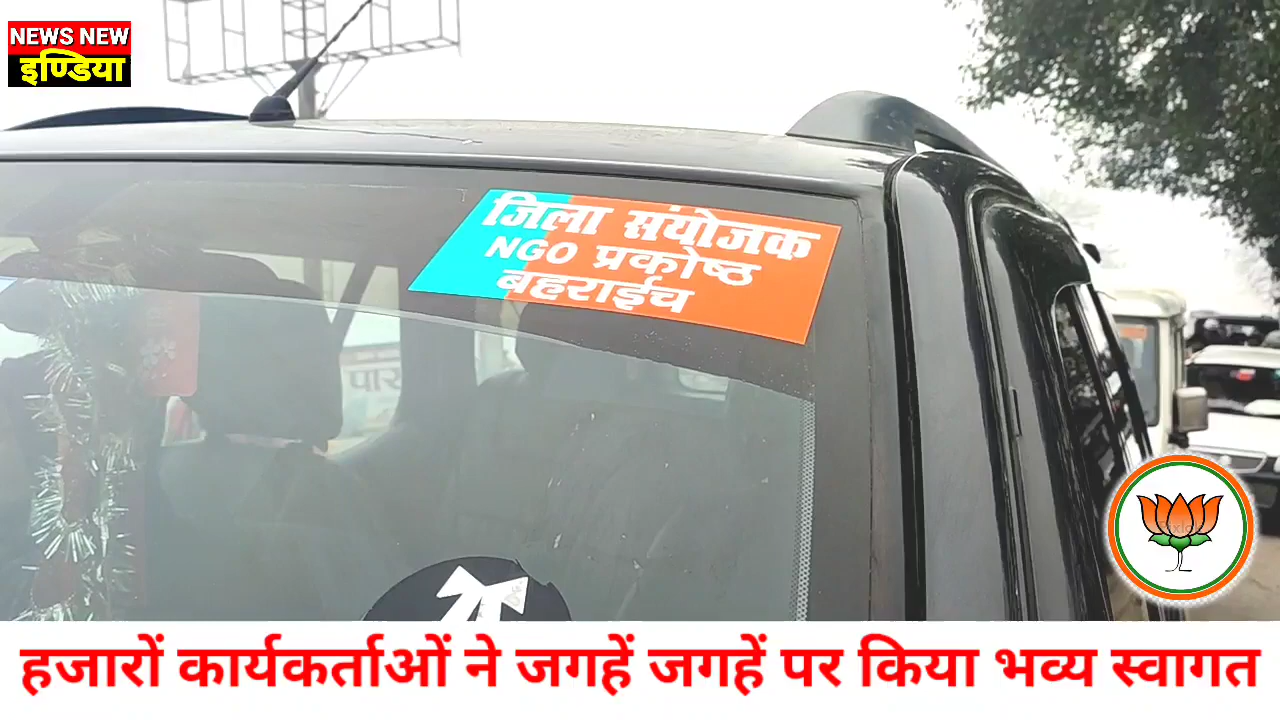 NEWS NEW
इण्डिया
जिला संयोजक
NGO प्रकोष्ठ
बहराईच
पार
हजारों कार्यकर्ताओं ने जगहें जगहें पर किया भव्य स्वागत